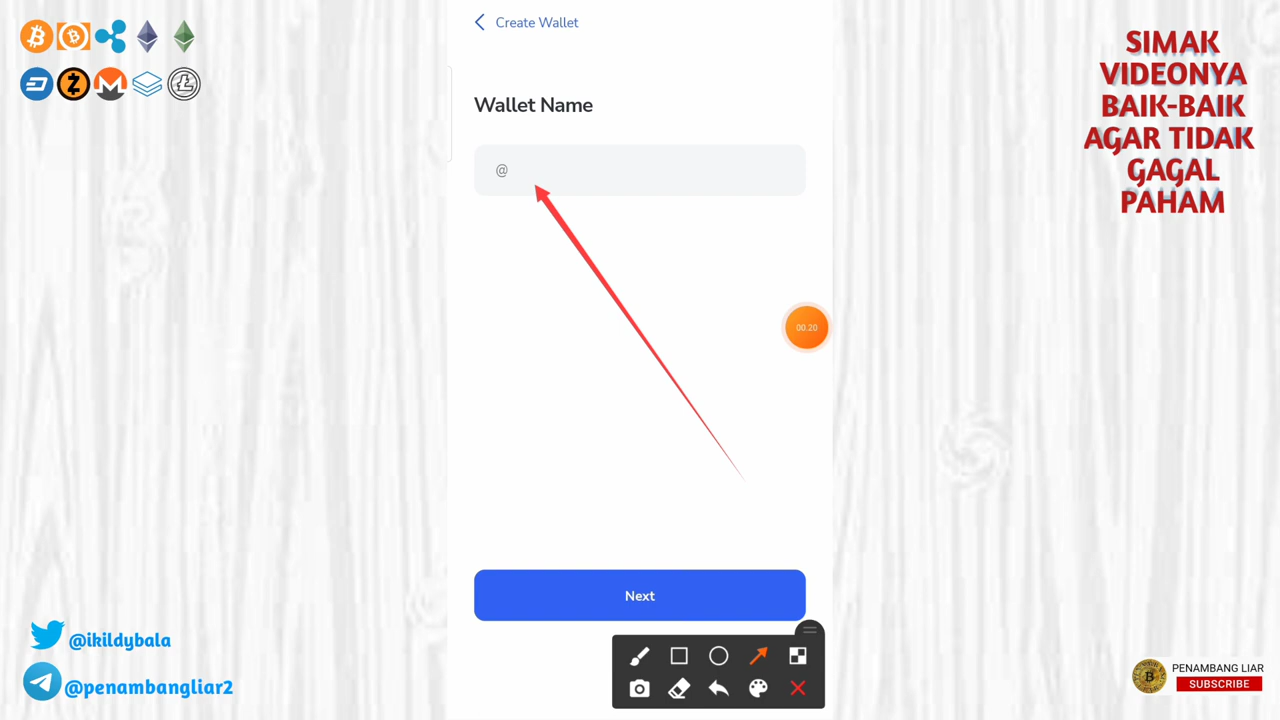 Create Wallet
Wallet Name
@
00.20
Next
SIMAK
VIDEONYA
BAIK-BAIK
AGAR TIDAK
GAGAL
PAHAM
@ikildybala
@penambangliar2
PENAMBANG LIAR
SUBSCRIBE